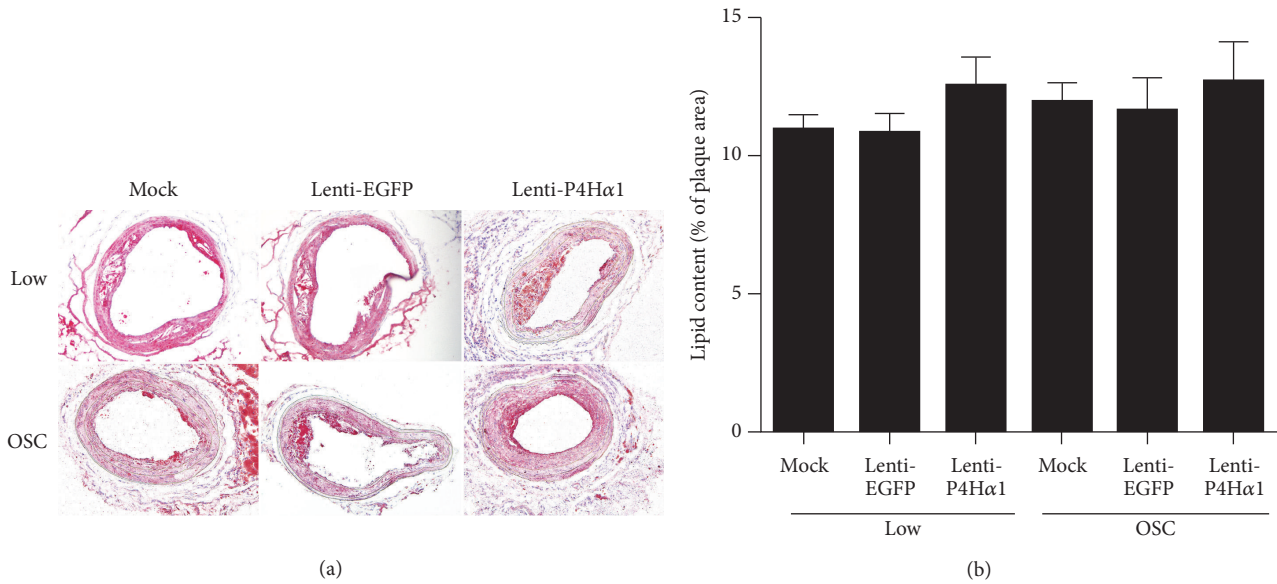 Mock Lenti-EGFP Lenti-P4Hα1
Low
OSC
(a)
Lipid content (% of plaque area)
15
10
5
0
Mock Lenti-EGFP Lenti-P4Hα1 Mock Lenti-EGFP Lenti-P4Hα1
Low OSC
(b)